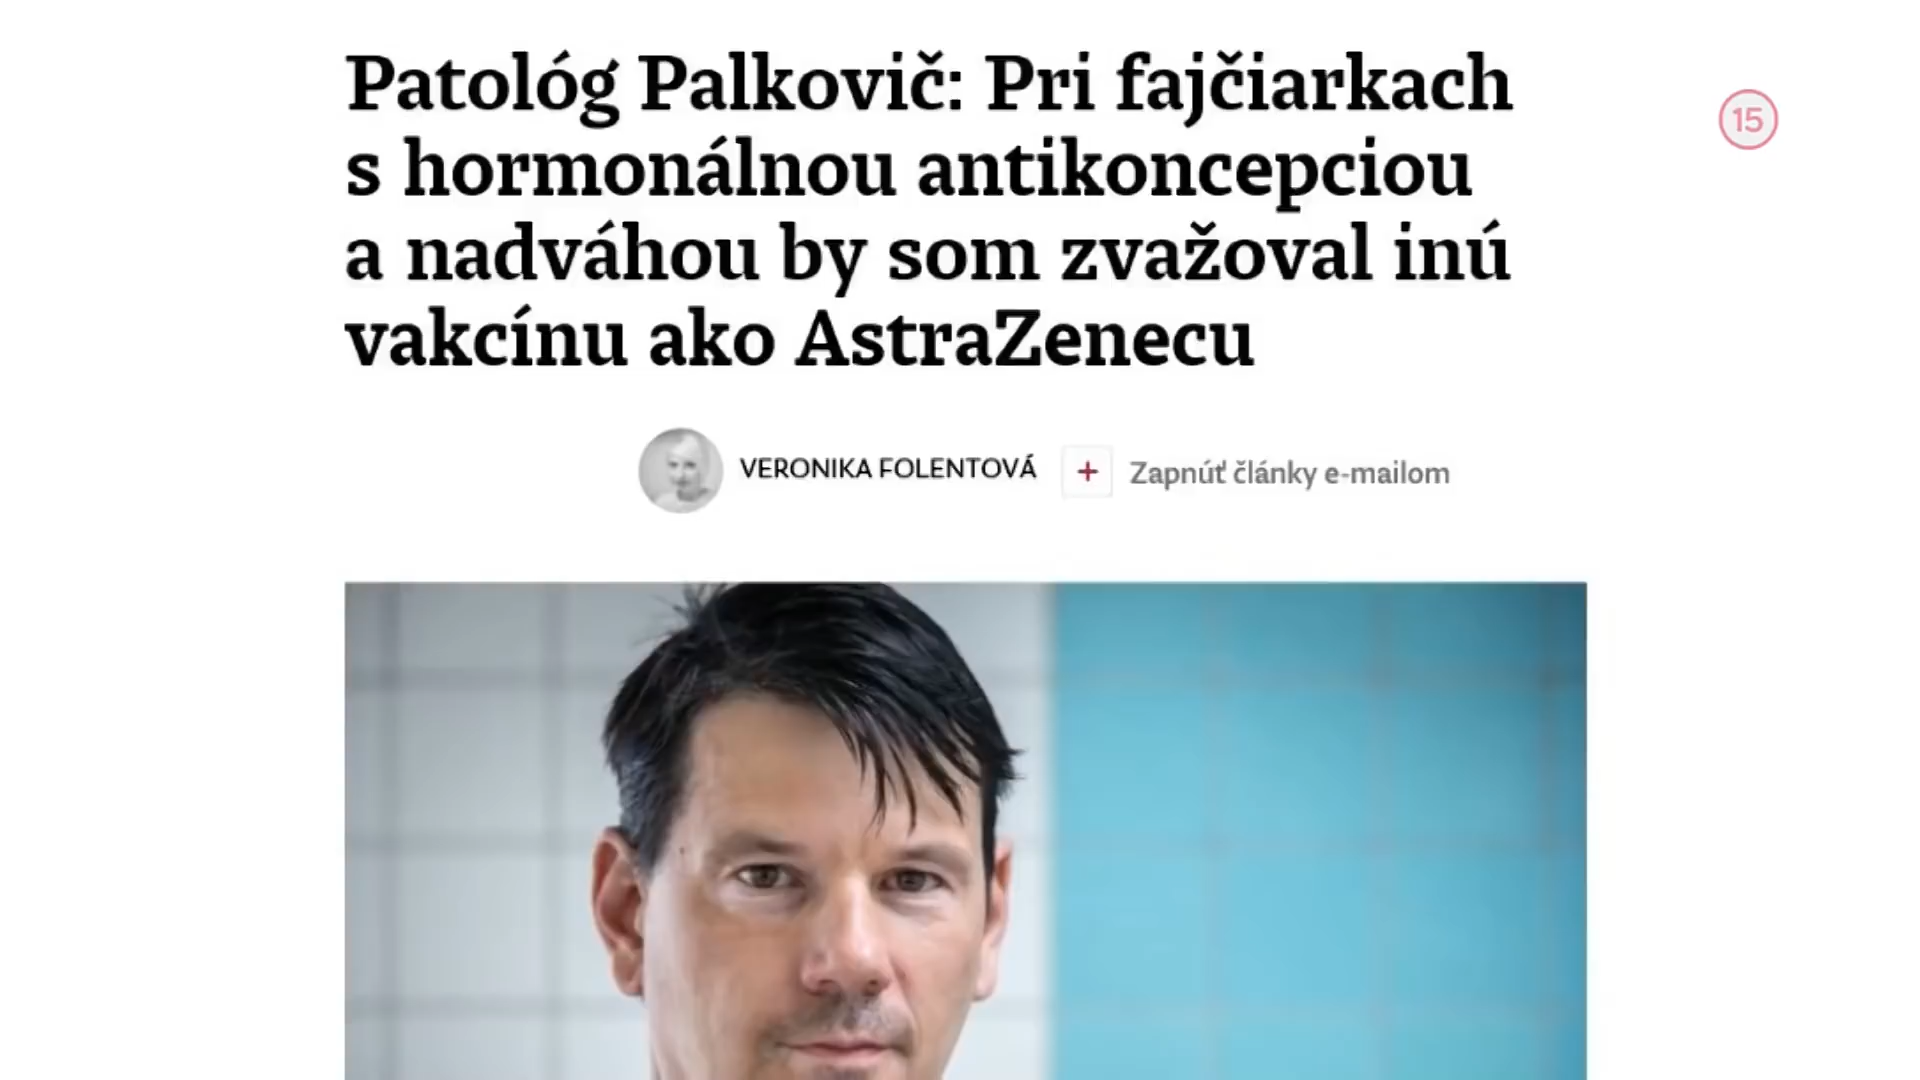 Patológ Palkovič: Pri fajčiarkach
s hormonálnou antikoncepciou
a nadváhou by som zvažoval inú
vakcínu ako AstraZenecu
15
VERONIKA FOLENTOVÁ + Zapnúť články e-mailom